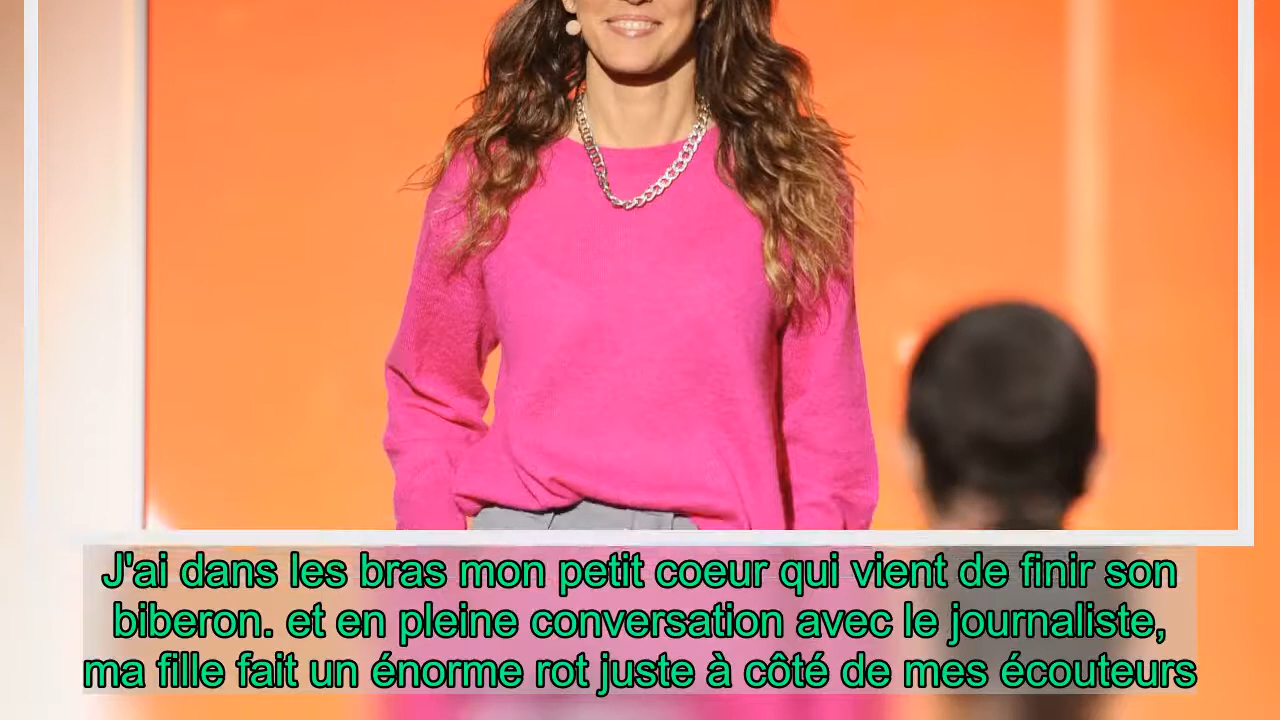 J'ai dans les bras mon petit coeur qui vient de finir son
biberon. et en pleine conversation avec le journaliste,
ma fille fait un énorme rot juste à côté de mes écouteurs